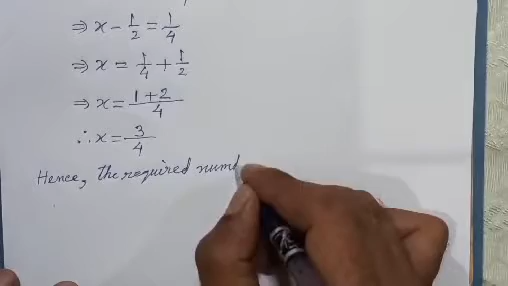 ⇒ x - 1/2 = 1/4
⇒ x = 1/4 + 1/2
⇒ x = (1+2)/4
∴ x = 3/4
Hence, the required